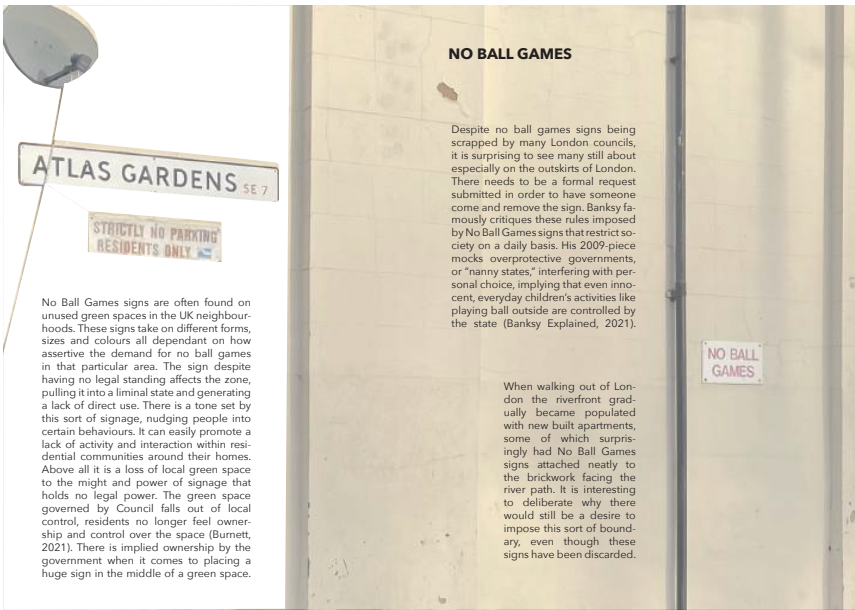 ATLAS GARDENS SE 7
STRICTLY NO PARKING
RESIDENTS ONLY
No Ball Games signs are often found on
unused green spaces in the UK neighbour-
hoods. These signs take on different forms,
sizes and colours all dependant on how
assertive the demand for no ball games
in that particular area. The sign despite
having no legal standing affects the zone,
pulling it into a liminal state and generating
a lack of direct use. There is a tone set by
this sort of signage, nudging people into
certain behaviours. It can easily promote a
lack of activity and interaction within resi-
dential communities around their homes.
Above all it is a loss of local green space
to the might and power of signage that
holds no legal power. The green space
governed by Council falls out of local
control, residents no longer feel owner-
ship and control over the space (Burnett,
2021). There is implied ownership by the
government when it comes to placing a
huge sign in the middle of a green space.
NO BALL GAMES
Despite no ball games signs being
scrapped by many London councils,
it is surprising to see many still about
especially on the outskirts of London.
There needs to be a formal request
submitted in order to have someone
come and remove the sign. Banksy fa-
mously critiques these rules imposed
by No Ball Games signs that restrict so-
ciety on a daily basis. His 2009-piece
mocks overprotective governments,
or “nanny states,” interfering with per-
sonal choice, implying that even inno-
cent, everyday children’s activities like
playing ball outside are controlled by
the state (Banksy Explained, 2021).
When walking out of Lon-
don the riverfront grad-
ually became populated
with new built apartments,
some of which surpris-
ingly had No Ball Games
signs attached neatly to
the brickwork facing the
river path. It is interesting
to deliberate why there
would still be a desire to
impose this sort of bound-
ary, even though these
signs have been discarded.
NO BALL
GAMES